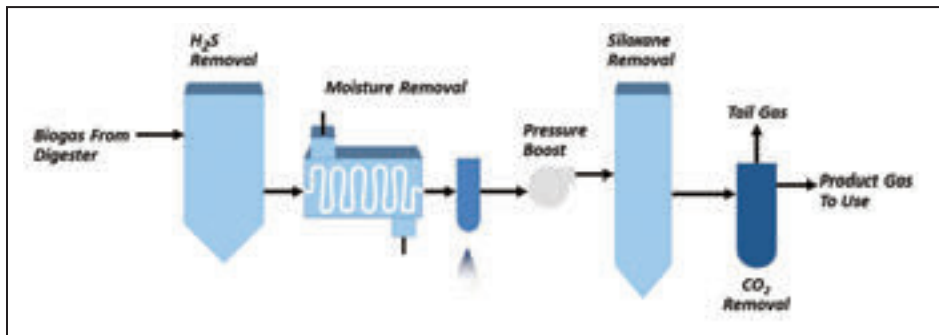 H₂S
Removal
Moisture Removal
Biogas From
Digester
Pressure
Boost
Siloxane
Removal
Tail Gas
Product Gas
To Use
CO₂
Removal